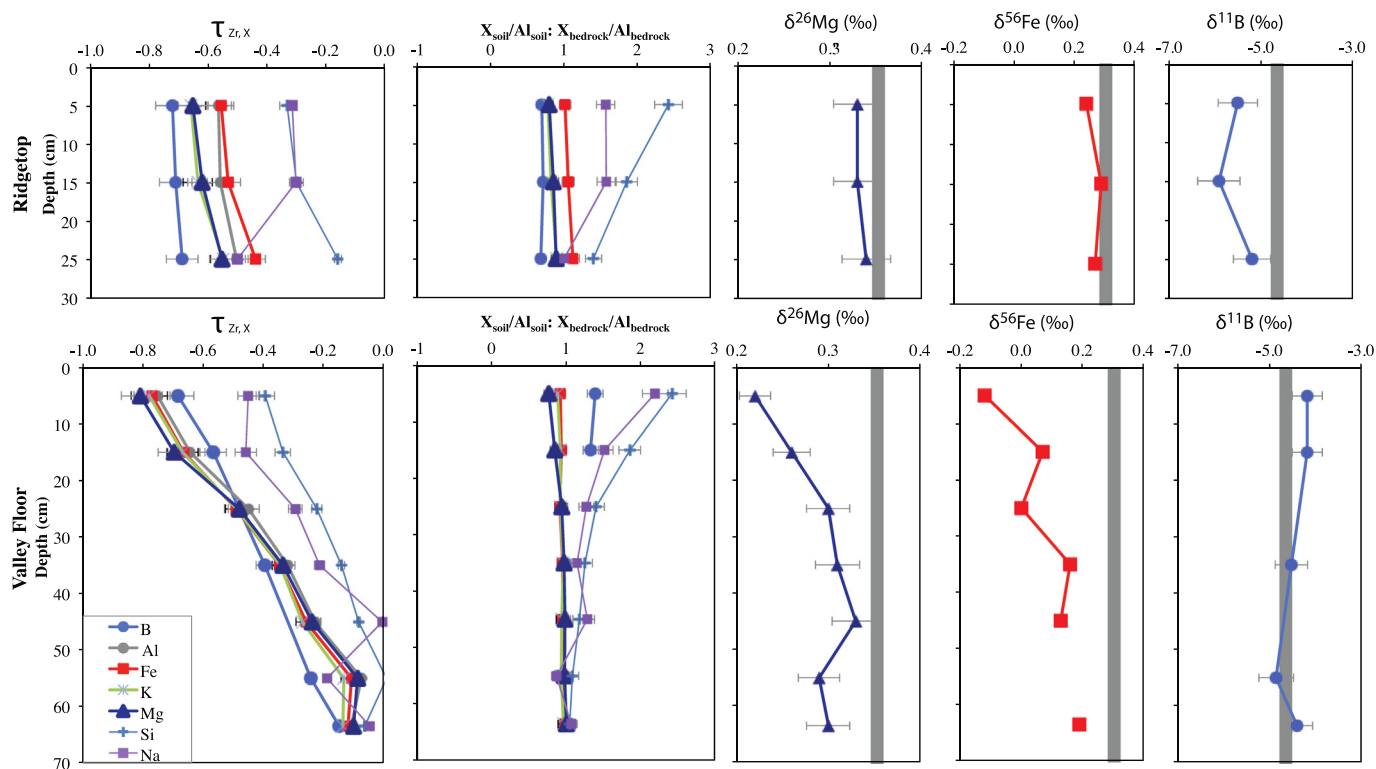 τ Zr, X
-1.0 -0.8 -0.6 -0.4 -0.2 0.0
Xsoil/Alsoil: Xbedrock/Albedrock
-1 0 1 2 3
δ26Mg (‰)
0.2 0.3 0.4
δ56Fe (‰)
-0.2 0.0 0.2 0.4
δ11B (‰)
-7.0 -5.0 -3.0
Ridgetop
Depth (cm)
0
5
10
15
20
25
30
τ Zr, X
-1.0 -0.8 -0.6 -0.4 -0.2 0.0
Xsoil/Alsoil: Xbedrock/Albedrock
-1 0 1 2 3
δ26Mg (‰)
0.2 0.3 0.4
δ56Fe (‰)
-0.2 0.0 0.2 0.4
δ11B (‰)
-7.0 -5.0 -3.0
Valley Floor
Depth (cm)
0
10
20
30
40
50
60
70
B
Al
Fe
K
Mg
Si
Na